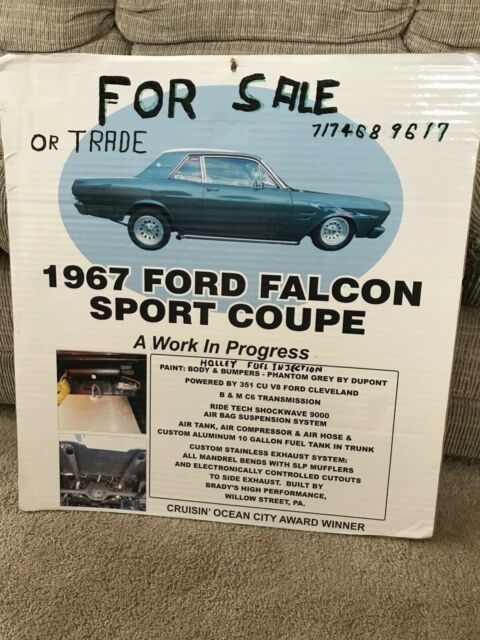 FOR SALE
OR TRADE
717 468 9617
1967 FORD FALCON
SPORT COUPE
A Work In Progress
HOLLEY FUEL INJECTION
PAINT: BODY & BUMPERS - PHANTOM GREY BY DUPONT
POWERED BY 351 CU V8 FORD CLEVELAND
B & M C6 TRANSMISSION
RIDE TECH SHOCKWAVE 9000
AIR BAG SUSPENSION SYSTEM
AIR TANK, AIR COMPRESSOR & AIR HOSE &
CUSTOM ALUMINUM 10 GALLON FUEL TANK IN TRUNK
CUSTOM STAINLESS EXHAUST SYSTEM:
ALL MANDREL BENDS WITH SLP MUFFLERS
AND ELECTRONICALLY CONTROLLED CUTOUTS
TO SIDE EXHAUST. BUILT BY
BRADY'S HIGH PERFORMANCE,
WILLOW STREET, PA.
CRUISIN' OCEAN CITY AWARD WINNER